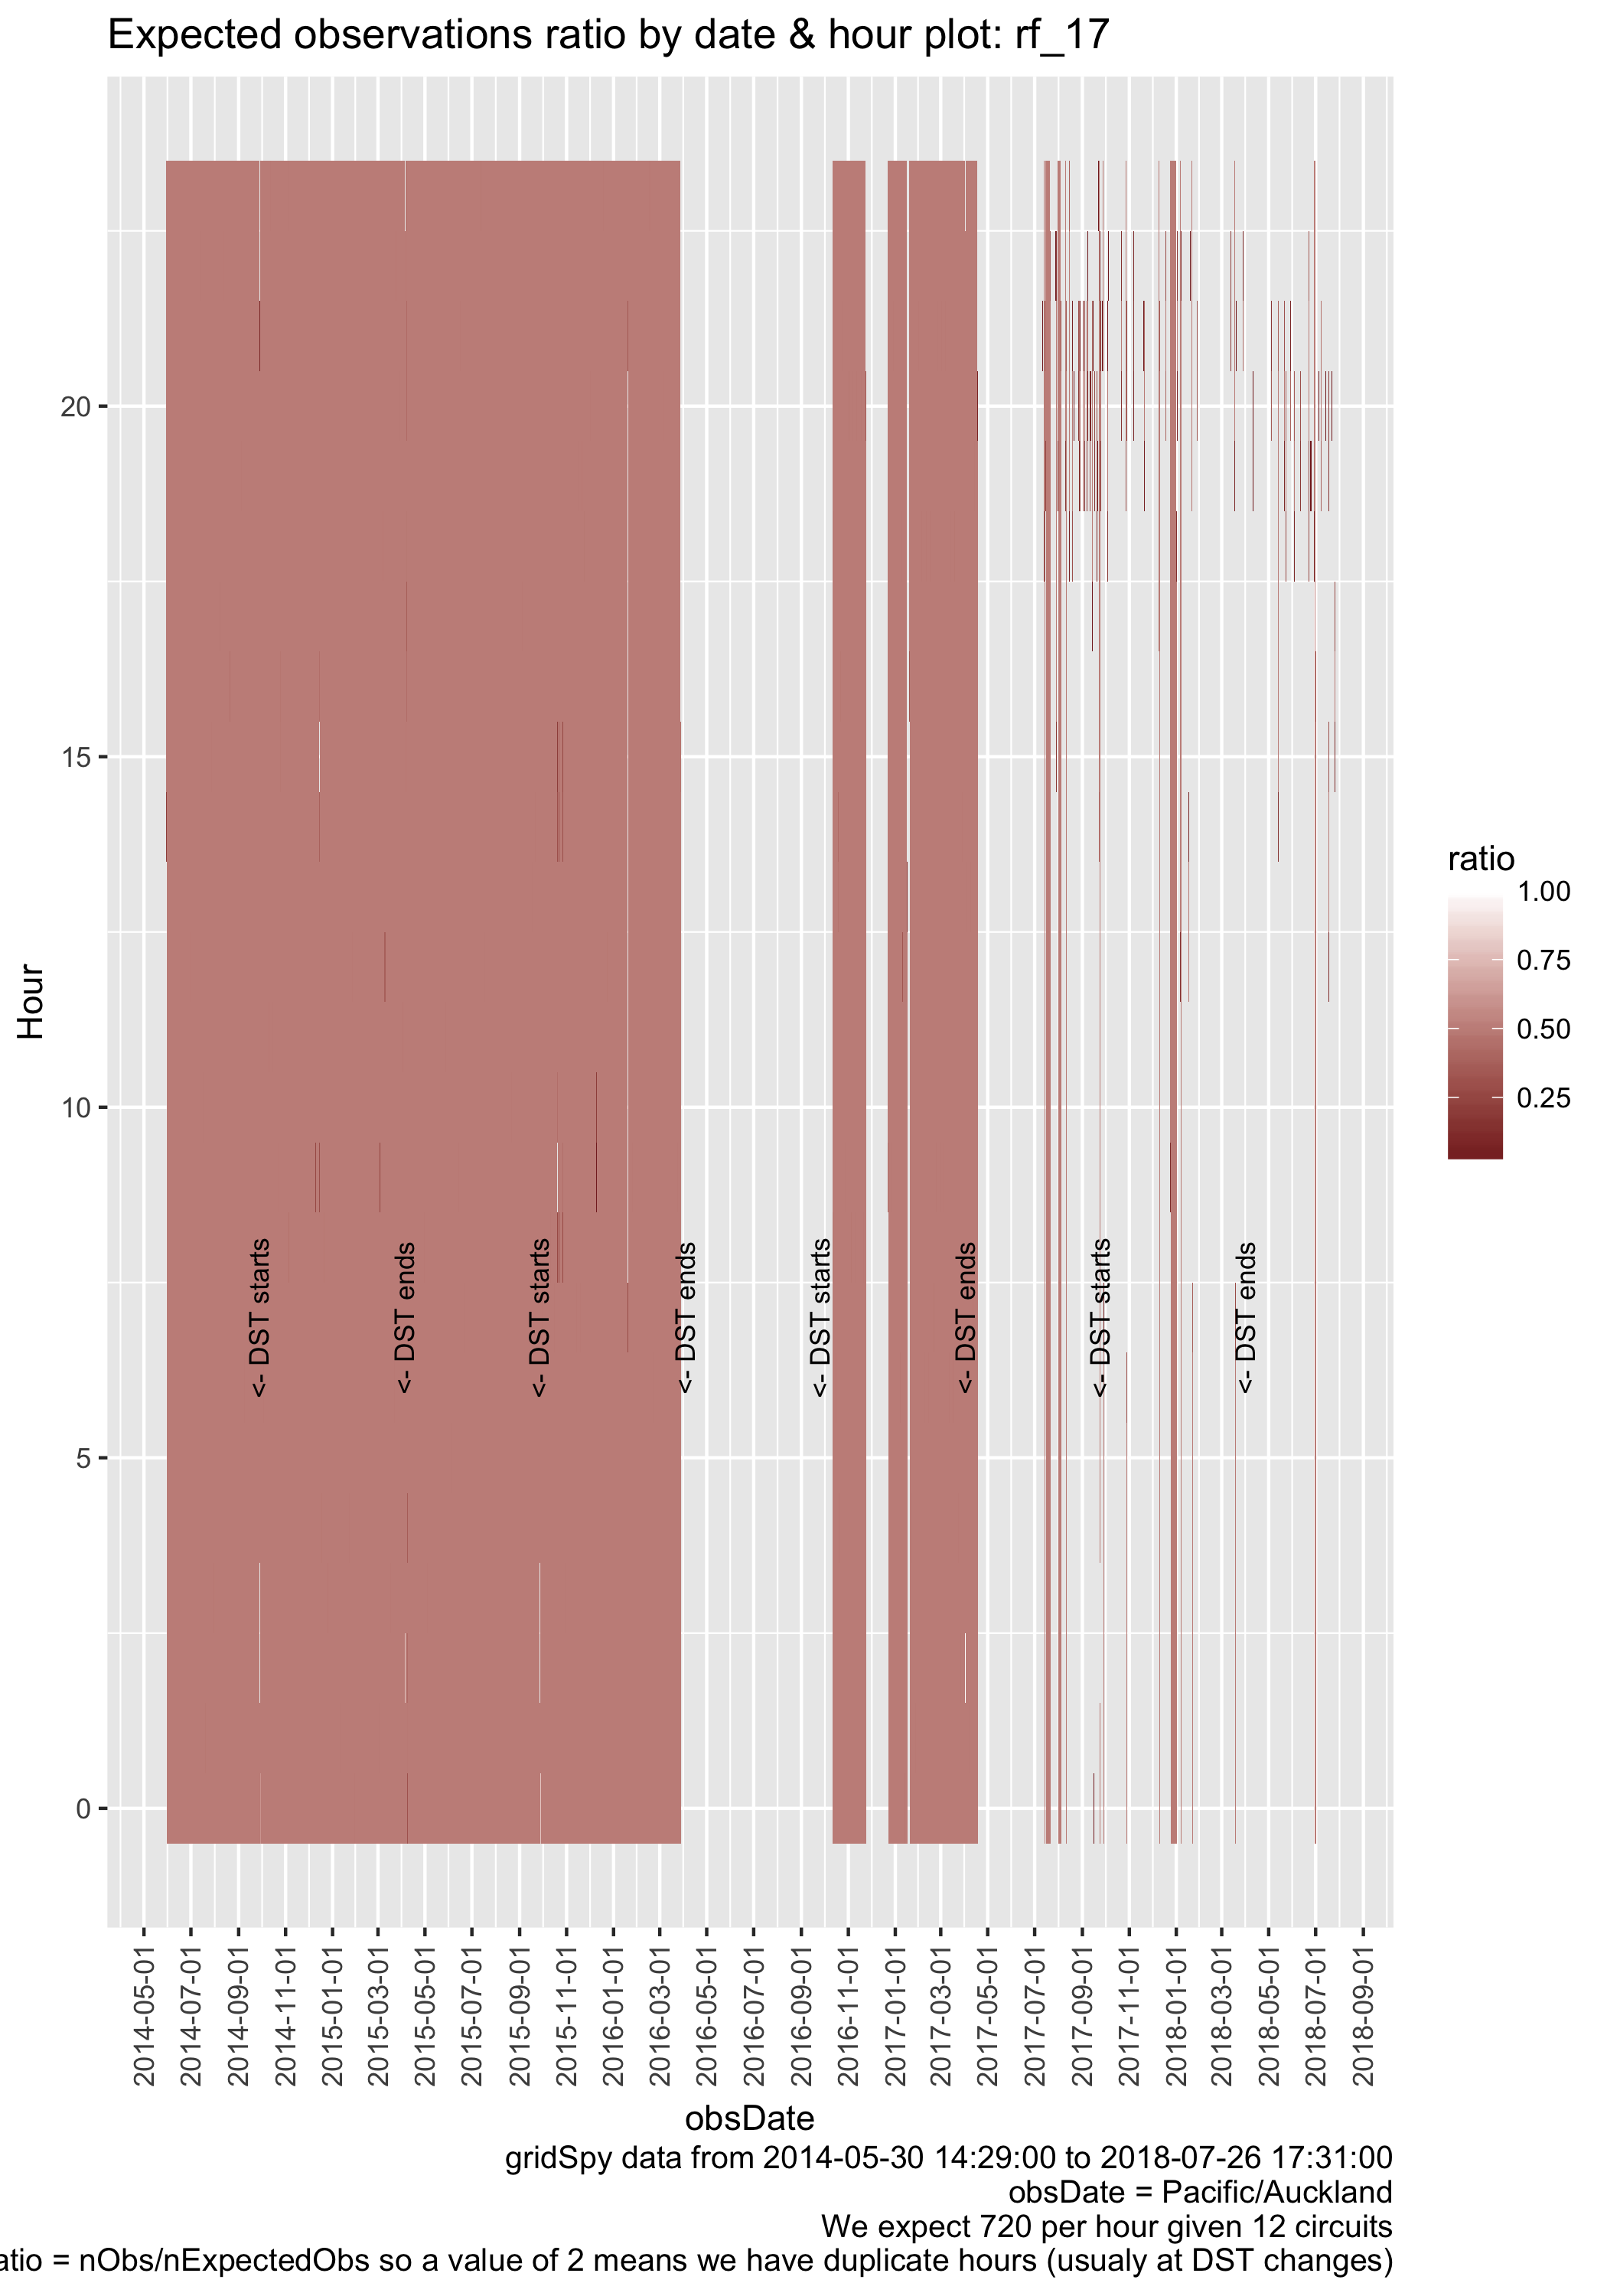 Expected observations ratio by date & hour plot: rf_17
Hour
20
15
10
5
0
<- DST starts
<- DST ends
<- DST starts
<- DST ends
<- DST starts
<- DST ends
<- DST starts
<- DST ends
ratio
1.00
0.75
0.50
0.25
2014-05-01
2014-07-01
2014-09-01
2014-11-01
2015-01-01
2015-03-01
2015-05-01
2015-07-01
2015-09-01
2015-11-01
2016-01-01
2016-03-01
2016-05-01
2016-07-01
2016-09-01
2016-11-01
2017-01-01
2017-03-01
2017-05-01
2017-07-01
2017-09-01
2017-11-01
2018-01-01
2018-03-01
2018-05-01
2018-07-01
2018-09-01
obsDate
gridSpy data from 2014-05-30 14:29:00 to 2018-07-26 17:31:00
obsDate = Pacific/Auckland
We expect 720 per hour given 12 circuits
atio = nObs/nExpectedObs so a value of 2 means we have duplicate hours (usualy at DST changes)